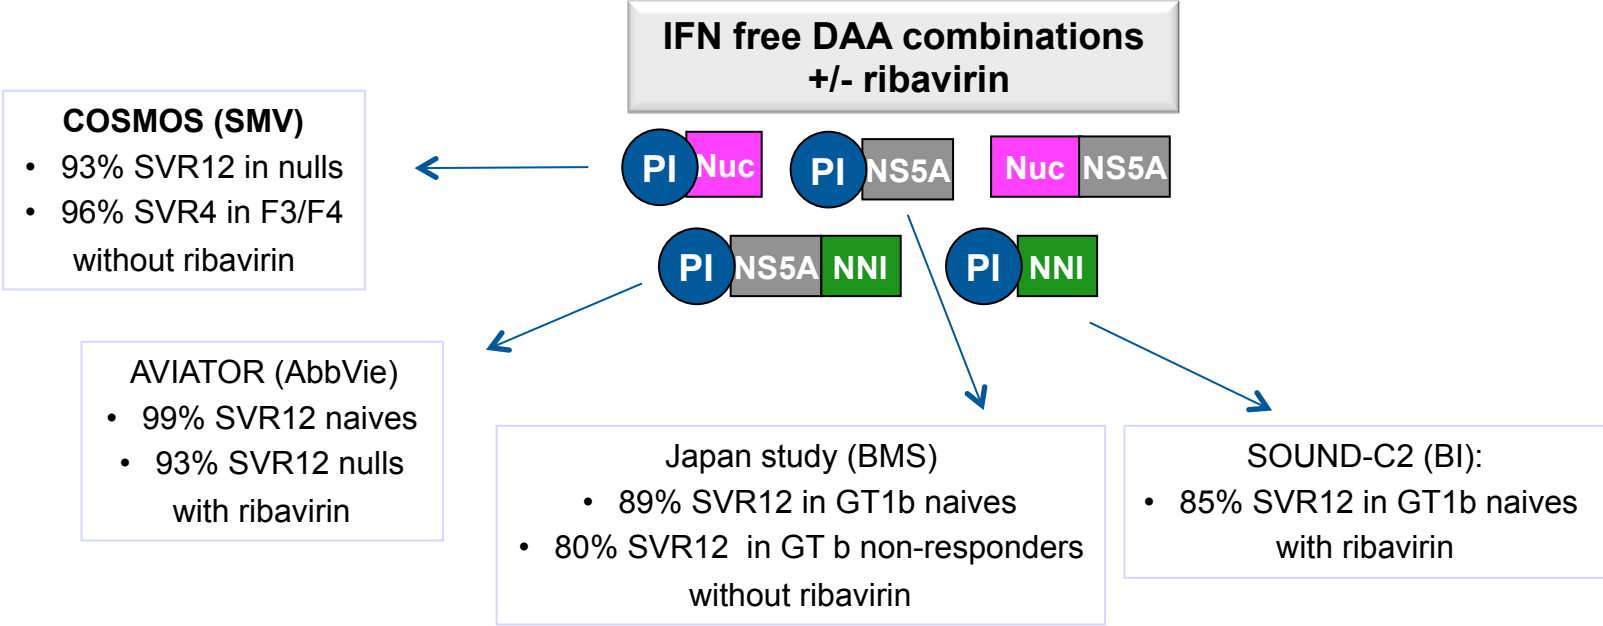 IFN free DAA combinations
+/- ribavirin
COSMOS (SMV)
• 93% SVR12 in nulls
• 96% SVR4 in F3/F4
without ribavirin
PI Nuc PI NS5A Nuc NS5A
PI NS5A NNI PI NNI
AVIATOR (AbbVie)
• 99% SVR12 naives
• 93% SVR12 nulls
with ribavirin
Japan study (BMS)
• 89% SVR12 in GT1b naives
• 80% SVR12 in GT b non-responders
without ribavirin
SOUND-C2 (BI):
• 85% SVR12 in GT1b naives
with ribavirin